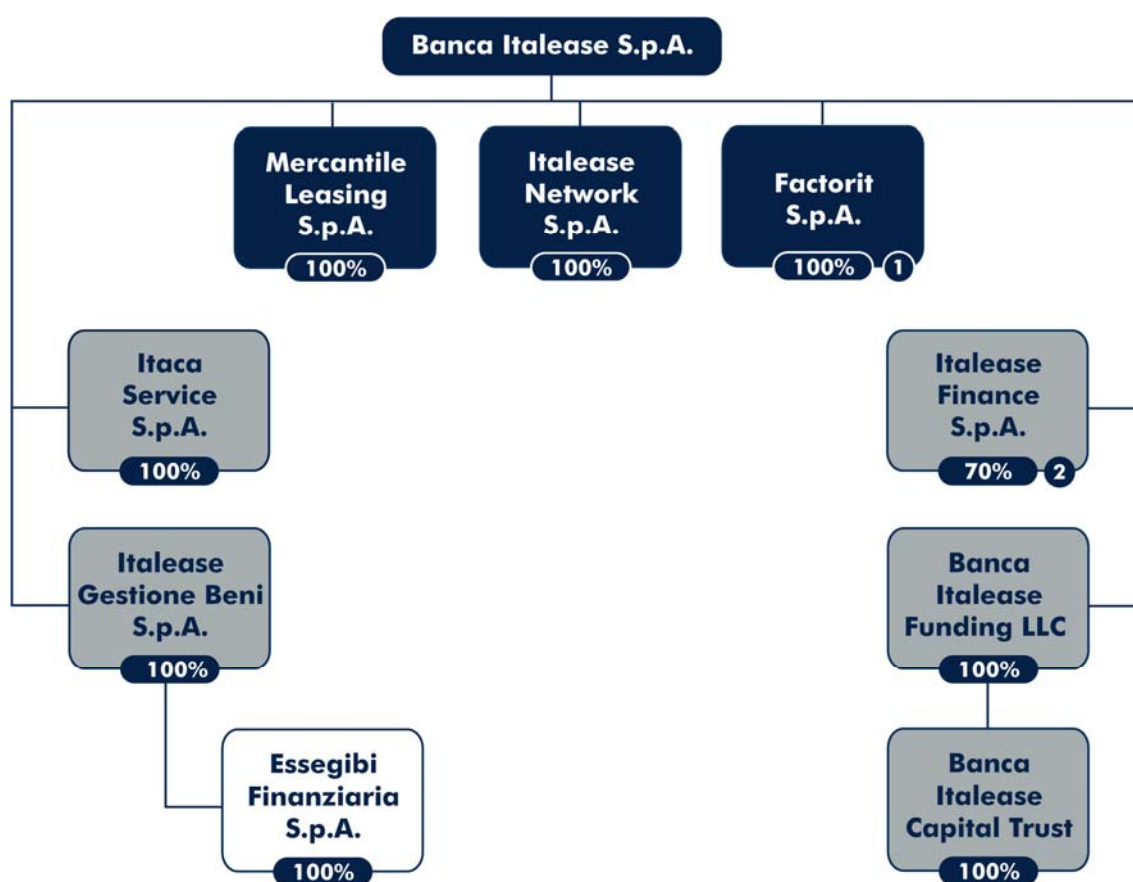 Banca Italease S.p.A.
Mercantile
Leasing
S.p.A.
100%
Italease
Network
S.p.A.
100%
Factorit
S.p.A.
100%
1
Itaca
Service
S.p.A.
100%
Italease
Finance
S.p.A.
70%
2
Italease
Gestione Beni
S.p.A.
100%
Banca
Italease
Funding LLC
100%
Essegibi
Finanziaria
S.p.A.
100%
Banca
Italease
Capital Trust
100%